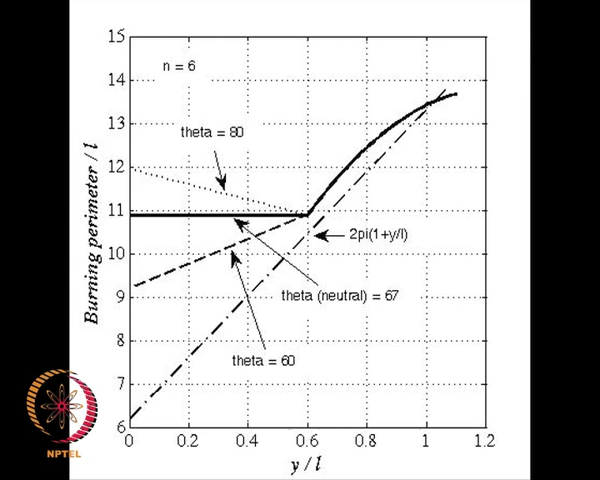 15
n = 6
14
theta = 80
13
12
11
2pi(1+y/l)
10
theta (neutral) = 67
9
theta = 60
8
7
6
0 0.2 0.4 0.6 0.8 1 1.2
Burning perimeter / l
y / l
NPTEL